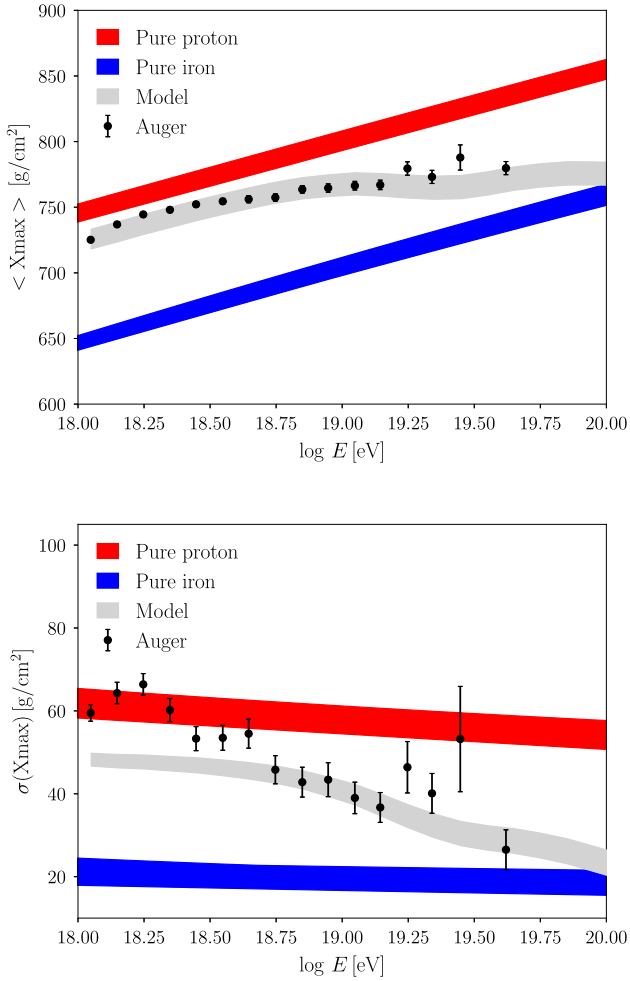 900
850
800
750
700
650
600
< Xmax > [g/cm²]
Pure proton
Pure iron
Model
Auger
18.00 18.25 18.50 18.75 19.00 19.25 19.50 19.75 20.00
log E [eV]
100
80
60
40
20
σ(Xmax) [g/cm²]
Pure proton
Pure iron
Model
Auger
18.00 18.25 18.50 18.75 19.00 19.25 19.50 19.75 20.00
log E [eV]